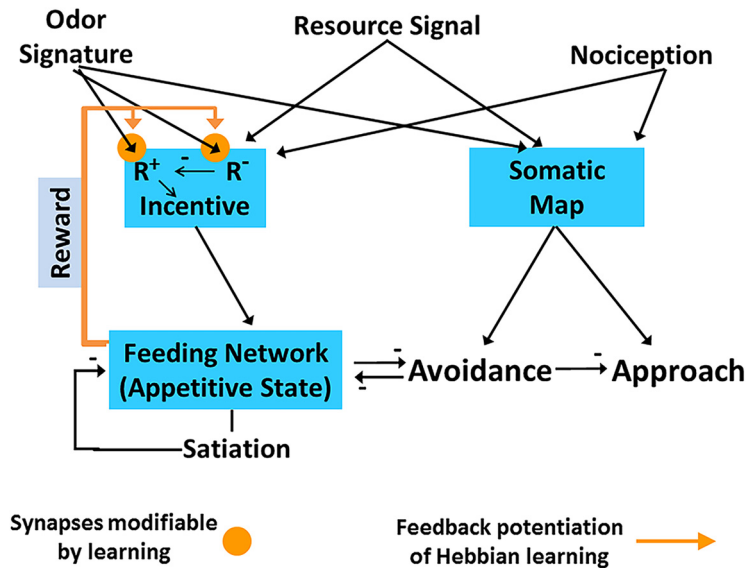 Odor
Signature
Resource Signal
Nociception
R⁺
-
R⁻
Incentive
Somatic
Map
Reward
-
Feeding Network
(Appetitive State)
-
-
Avoidance
-
Approach
Satiation
Synapses modifiable
by learning
Feedback potentiation
of Hebbian learning